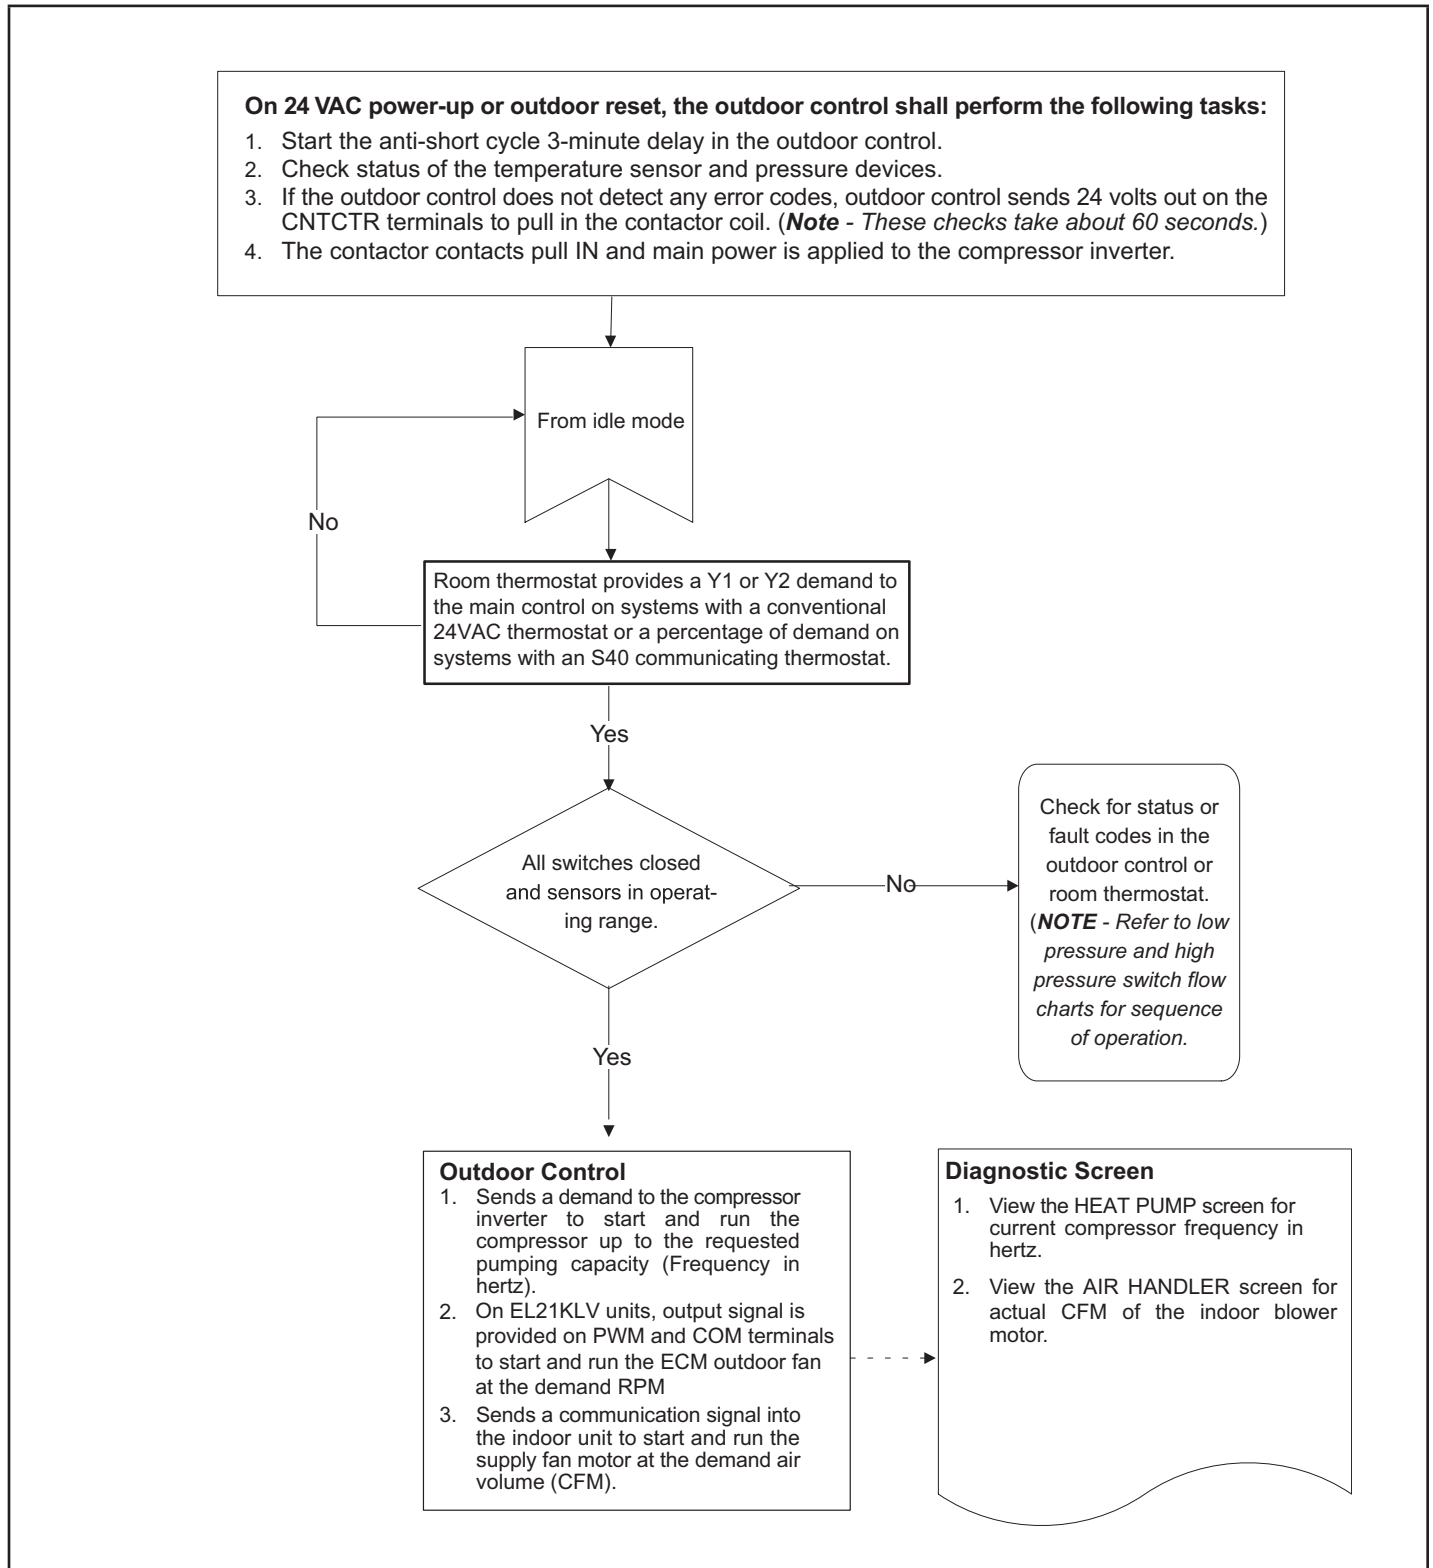 On 24 VAC power-up or outdoor reset, the outdoor control shall perform the following tasks:
1. Start the anti-short cycle 3-minute delay in the outdoor control.
2. Check status of the temperature sensor and pressure devices.
3. If the outdoor control does not detect any error codes, outdoor control sends 24 volts out on the
CNTCTR terminals to pull in the contactor coil. (Note - These checks take about 60 seconds.)
4. The contactor contacts pull IN and main power is applied to the compressor inverter.
From idle mode
No
Room thermostat provides a Y1 or Y2 demand to
the main control on systems with a conventional
24VAC thermostat or a percentage of demand on
systems with an S40 communicating thermostat.
Yes
All switches closed
and sensors in operat-
ing range.
No
Check for status or
fault codes in the
outdoor control or
room thermostat.
(NOTE - Refer to low
pressure and high
pressure switch flow
charts for sequence
of operation.
Yes
Outdoor Control
1. Sends a demand to the compressor
inverter to start and run the
compressor up to the requested
pumping capacity (Frequency in
hertz).
2. On EL21KLV units, output signal is
provided on PWM and COM terminals
to start and run the ECM outdoor fan
at the demand RPM
3. Sends a communication signal into
the indoor unit to start and run the
supply fan motor at the demand air
volume (CFM).
Diagnostic Screen
1. View the HEAT PUMP screen for
current compressor frequency in
hertz.
2. View the AIR HANDLER screen for
actual CFM of the indoor blower
motor.